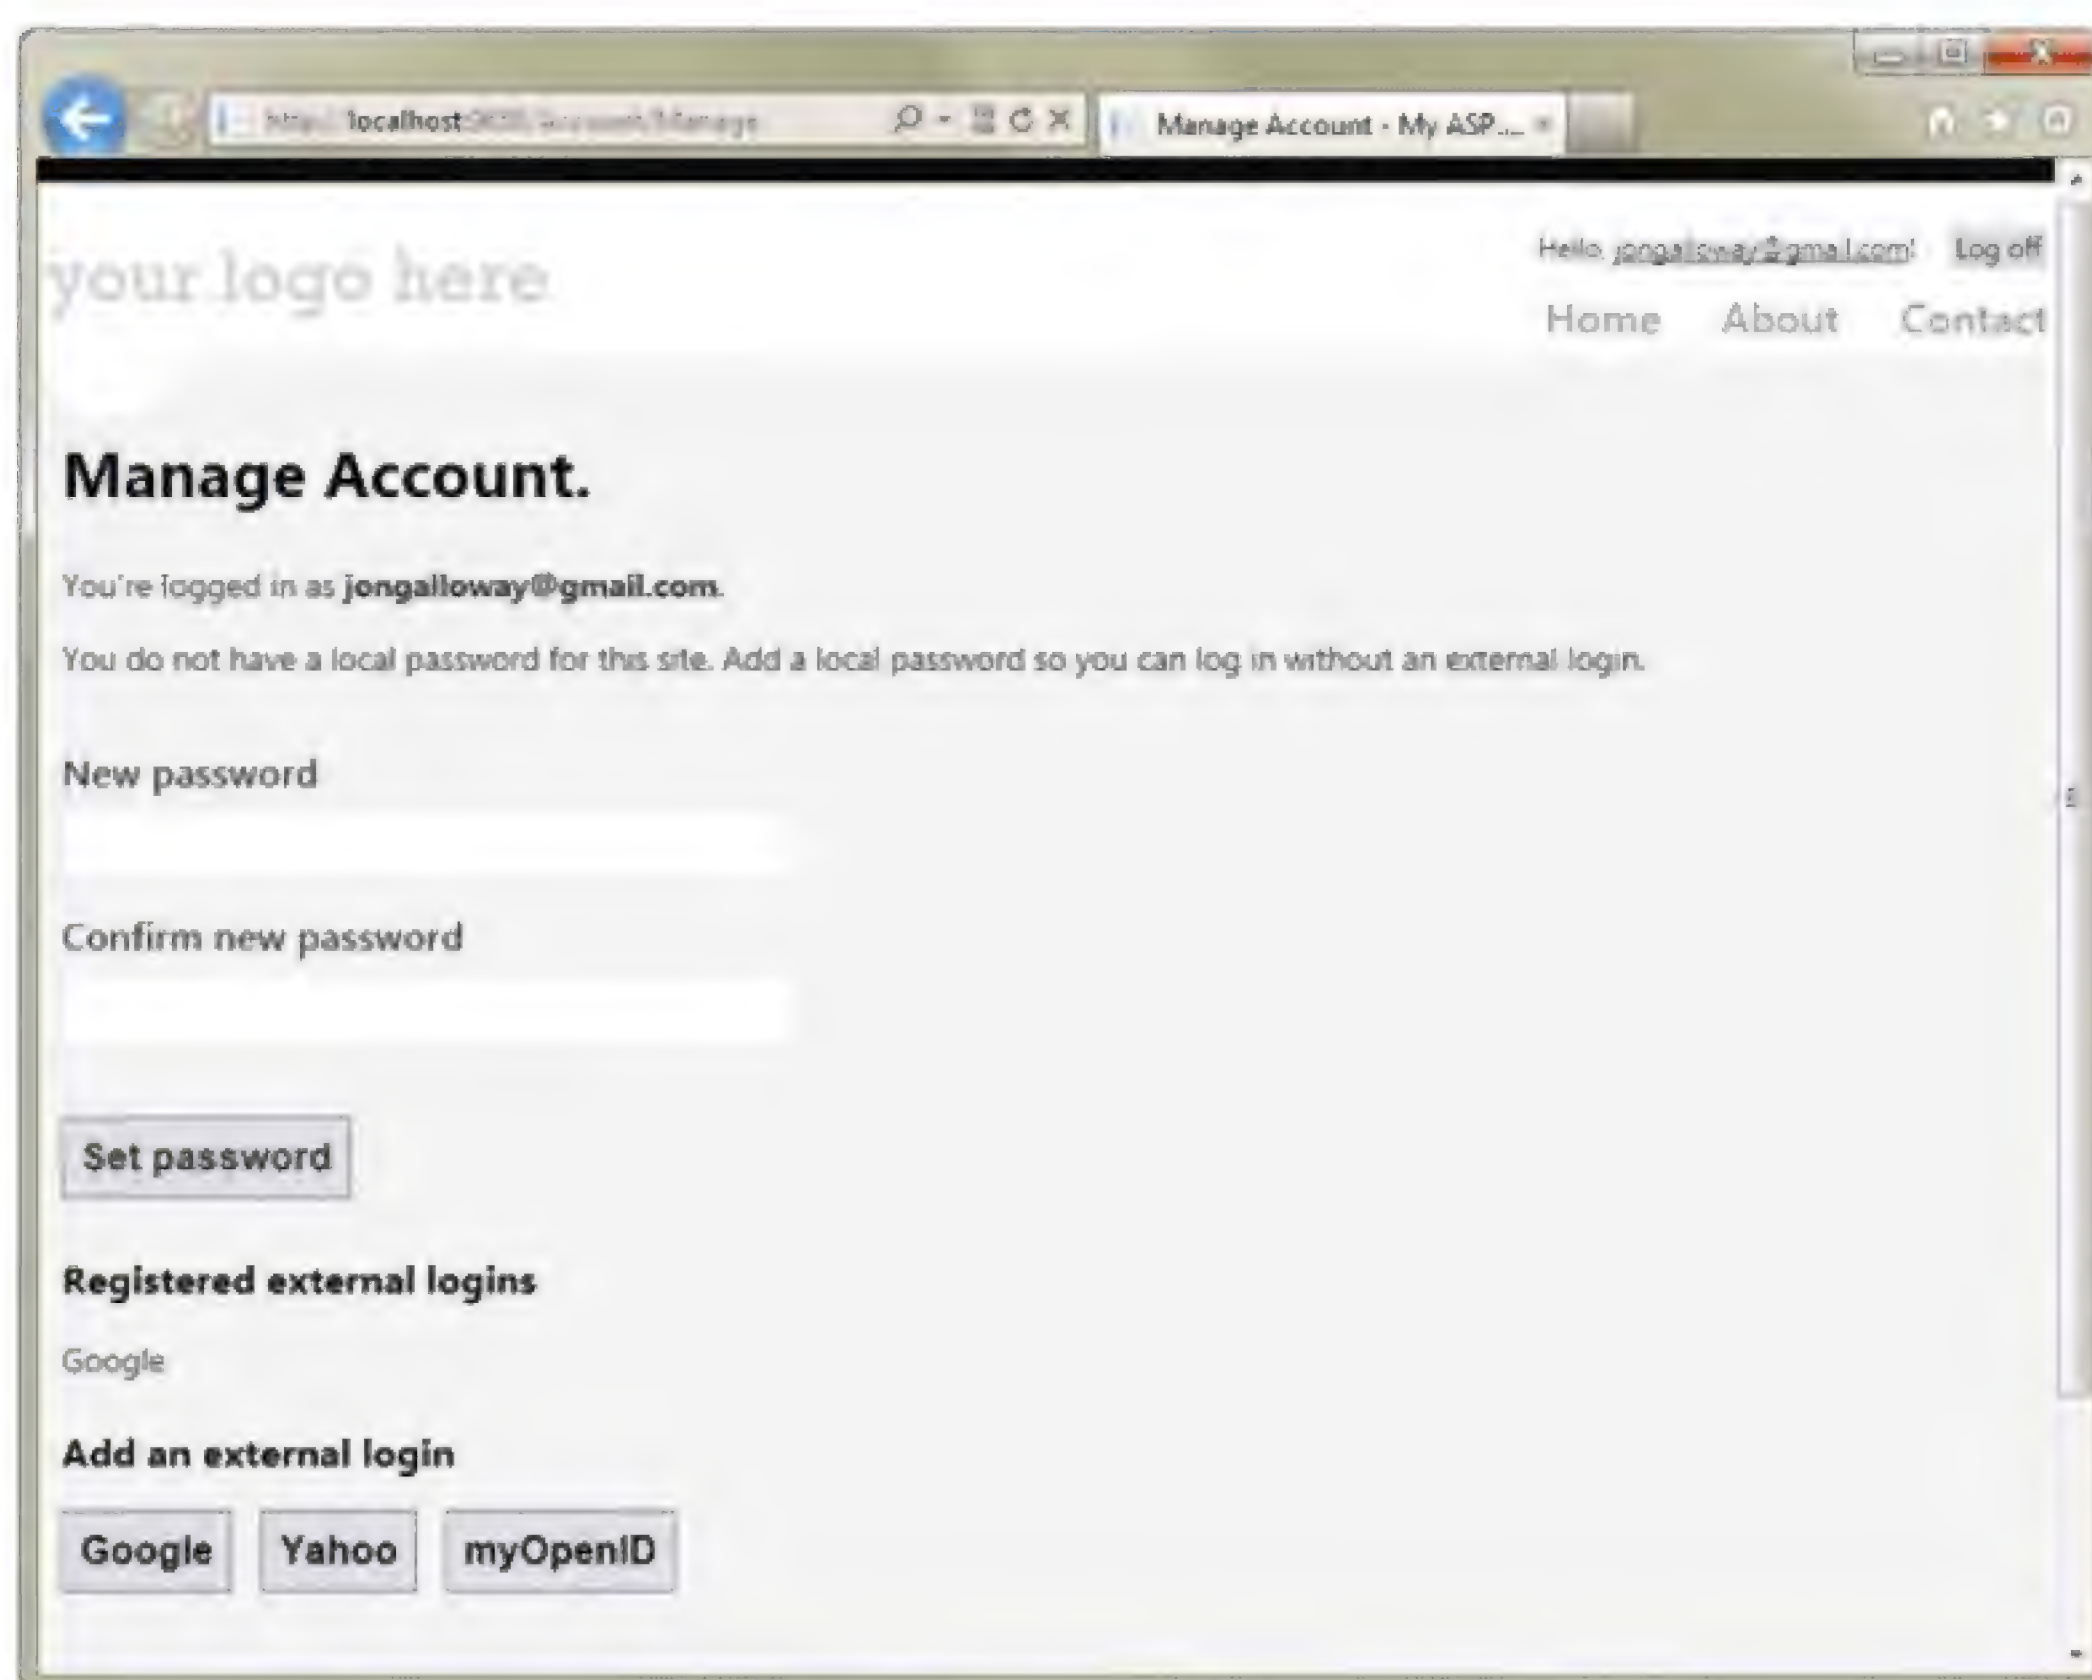 localhost
Manage Account - My ASP....
Hello, jongalloway@gmail.com! Log off
your logo here
Home About Contact
Manage Account.
You're logged in as jongalloway@gmail.com.
You do not have a local password for this site. Add a local password so you can log in without an external login.
New password
Confirm new password
Set password
Registered external logins
Google
Add an external login
Google Yahoo myOpenID